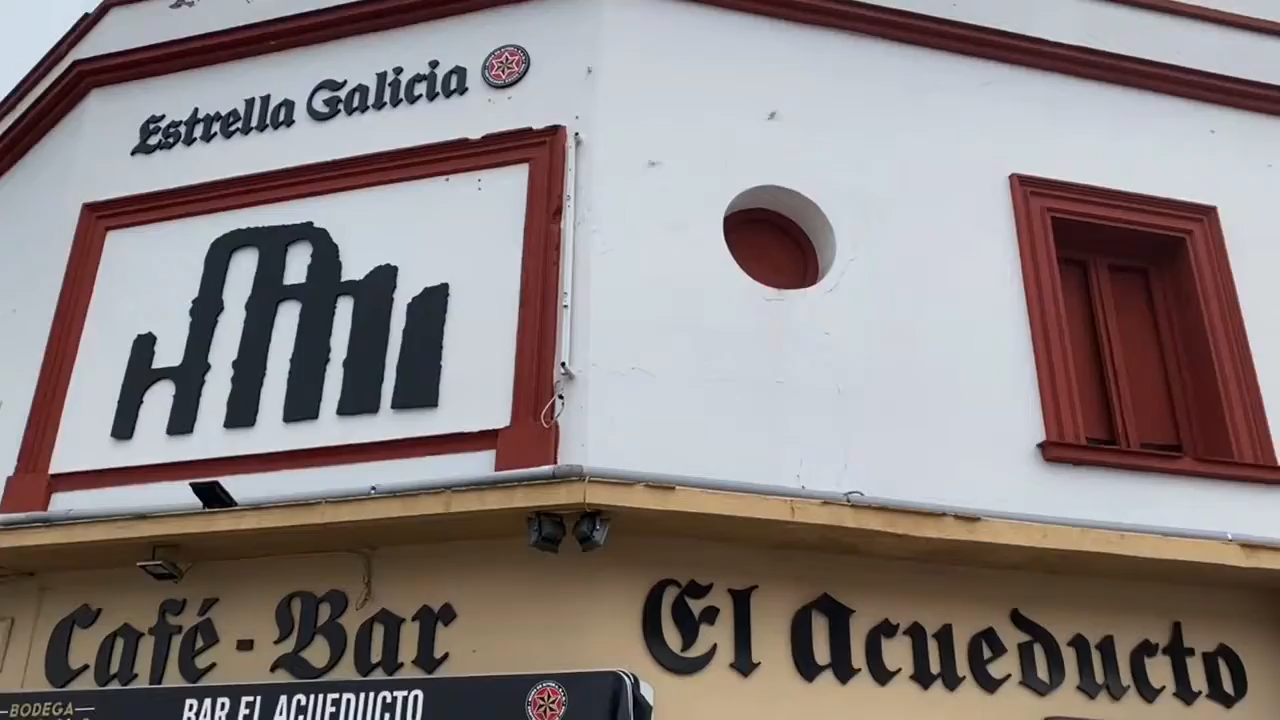 Estrella Galicia
Café - Bar
El Acueducto
BODEGA
BAR EL ACUEDUCTO